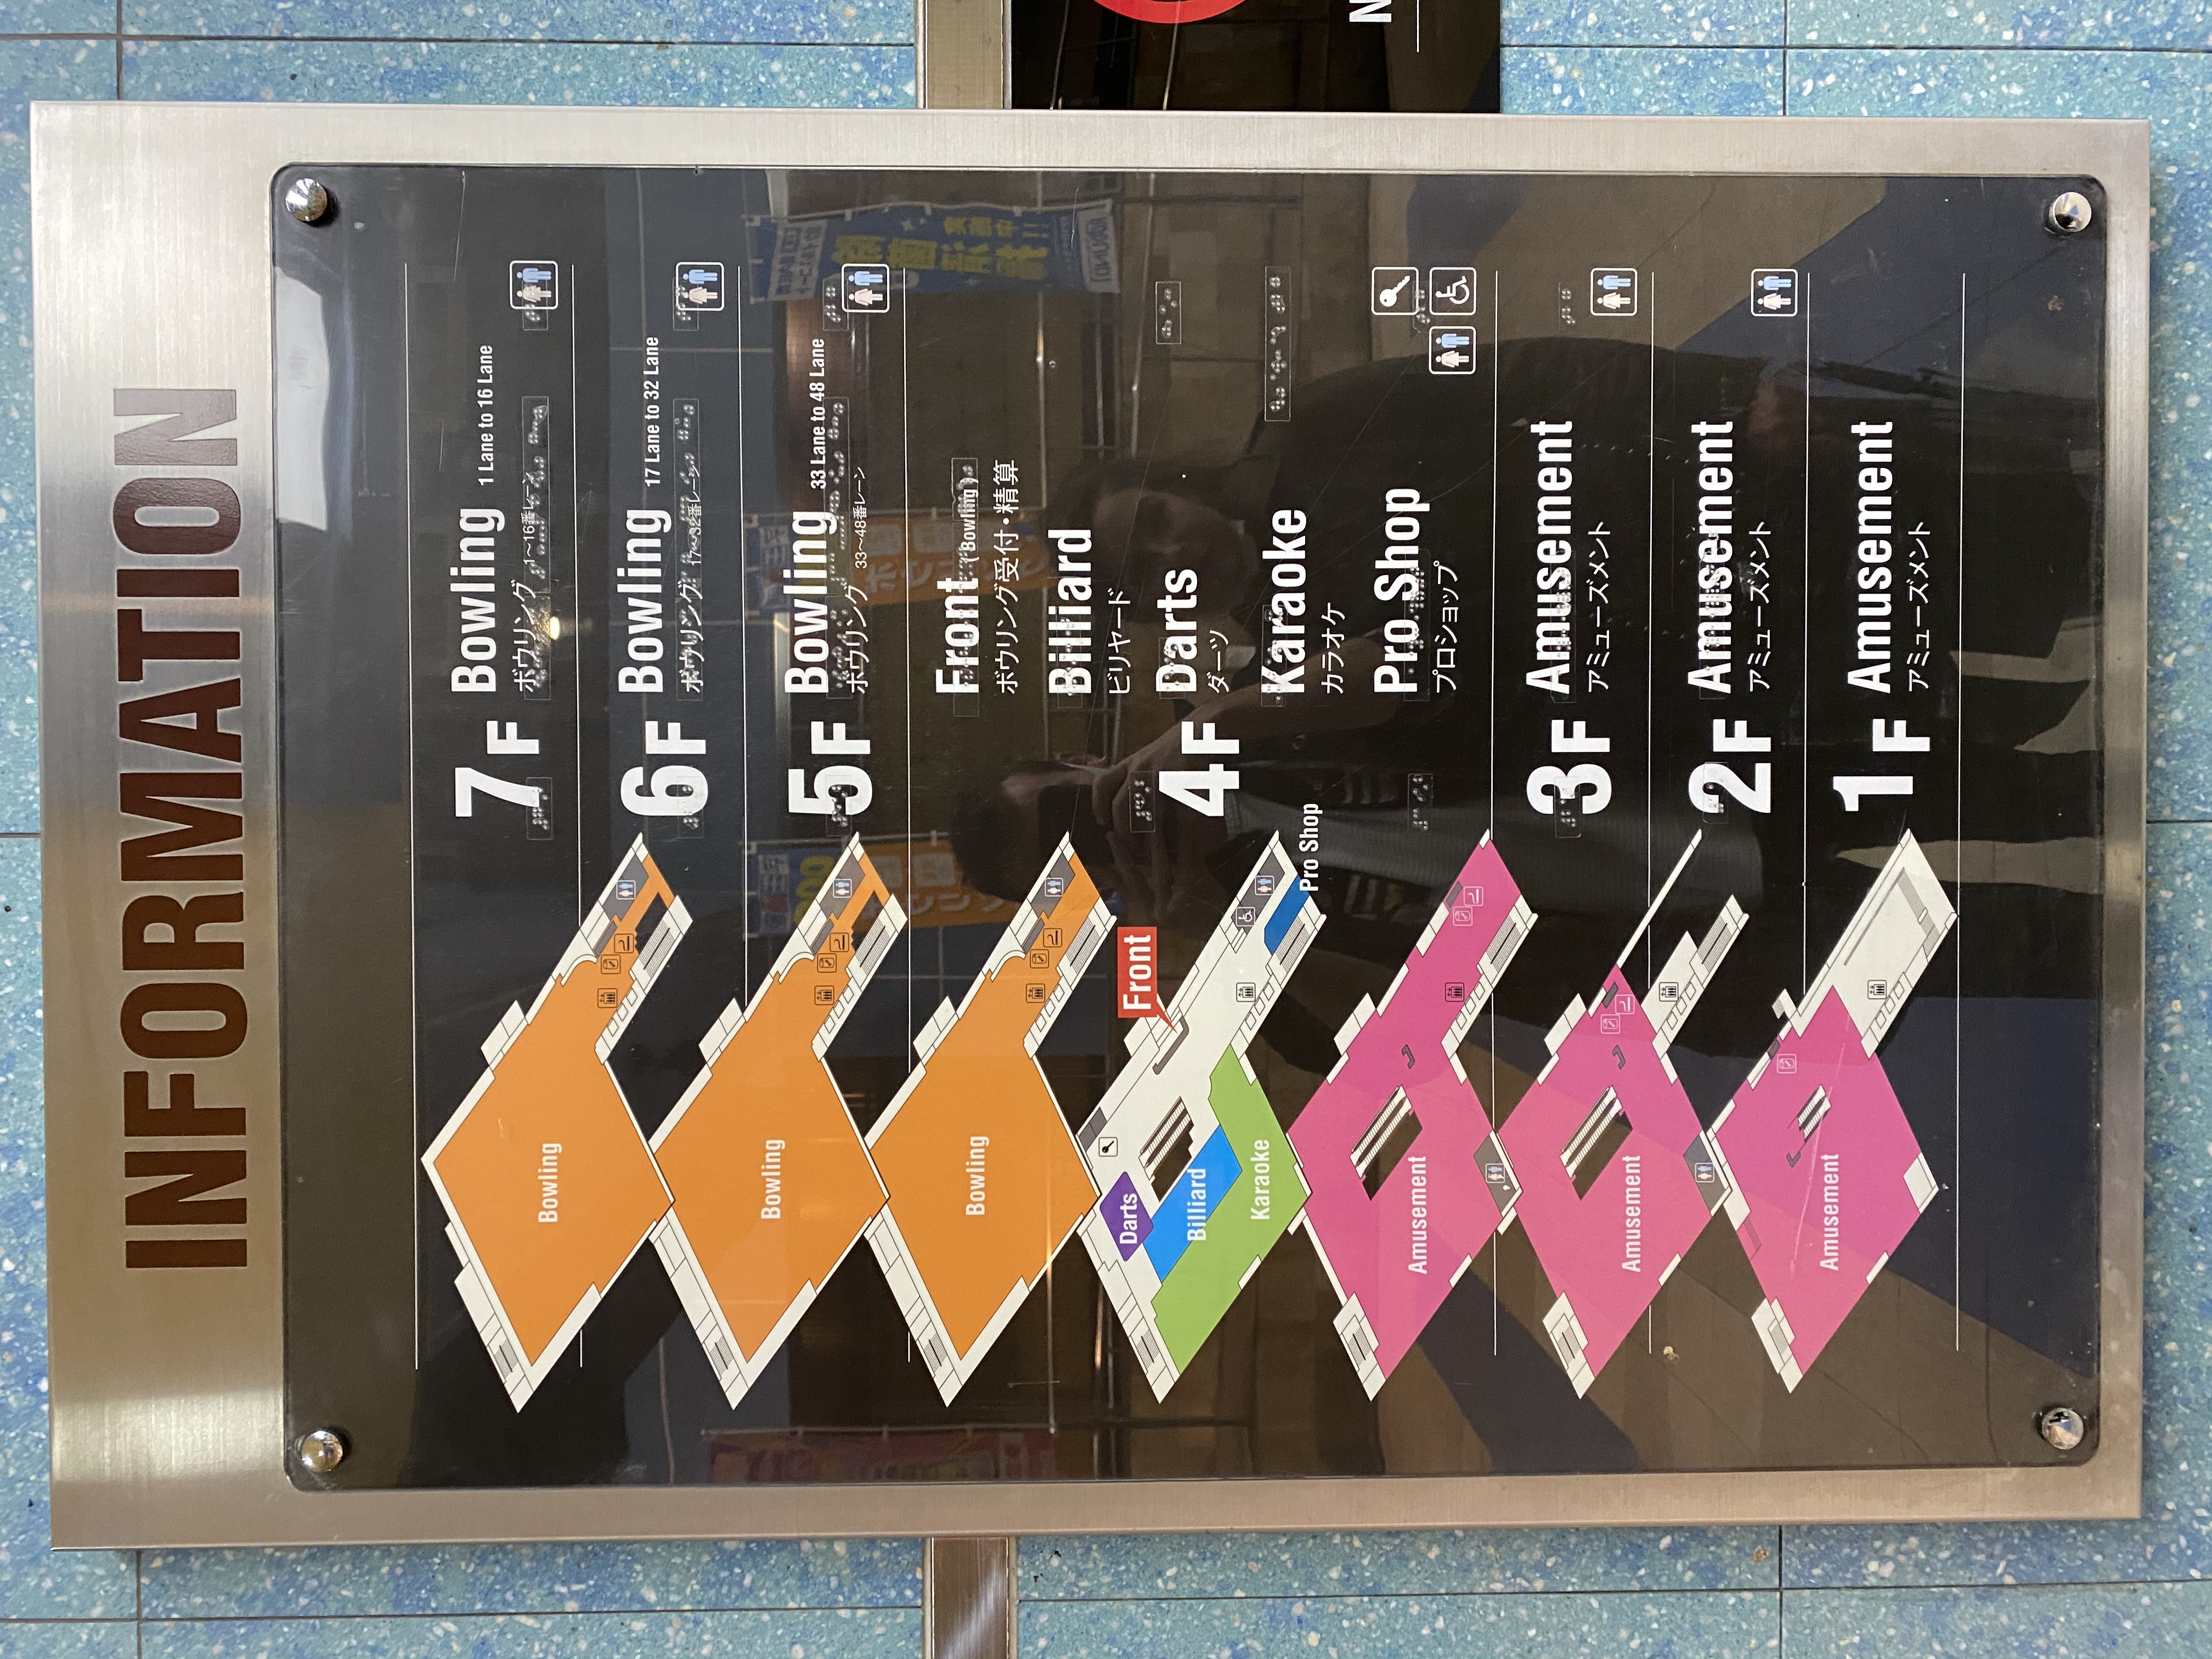 INFORMATION
7F Bowling 1 Lane to 16 Lane
ボウリング 1〜16番レーン
Bowling
6F Bowling 17 Lane to 32 Lane
ボウリング 17〜32番レーン
Bowling
5F Bowling 33 Lane to 48 Lane
ボウリング 33〜48番レーン
Bowling
Front (Bowling)
ボウリング受付・精算
Billiard
ビリヤード
4F Darts
ダーツ
Karaoke
カラオケ
Pro Shop
プロショップ
Darts
Front
Billiard
Karaoke
Pro Shop
Amusement
3F Amusement
アミューズメント
Amusement
2F Amusement
アミューズメント
Amusement
1F Amusement
アミューズメント
N